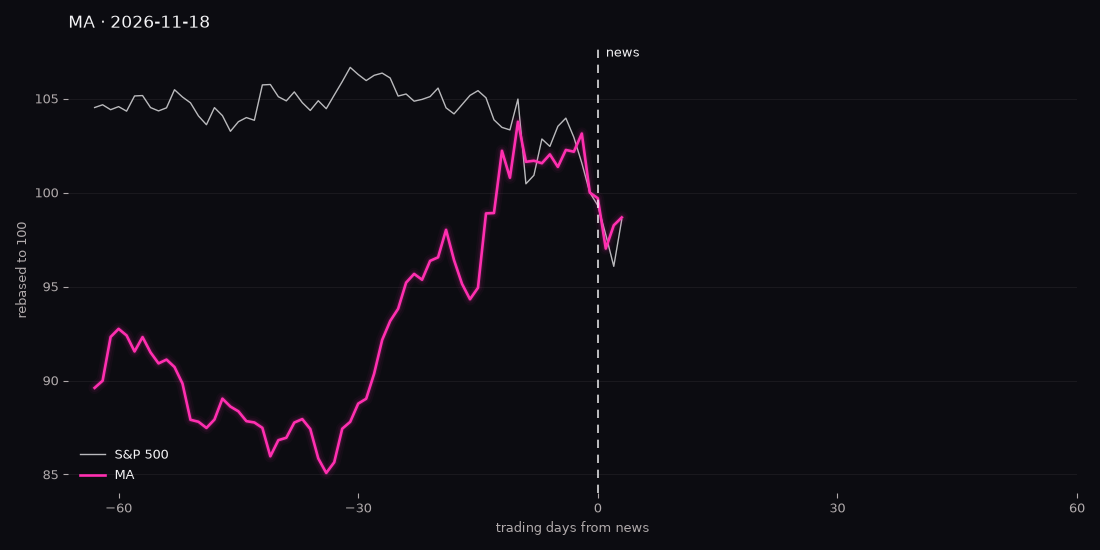 MA · 2026-11-18
news
rebased to 100
105
100
95
90
85
S&P 500
MA
−60
−30
0
30
60
trading days from news